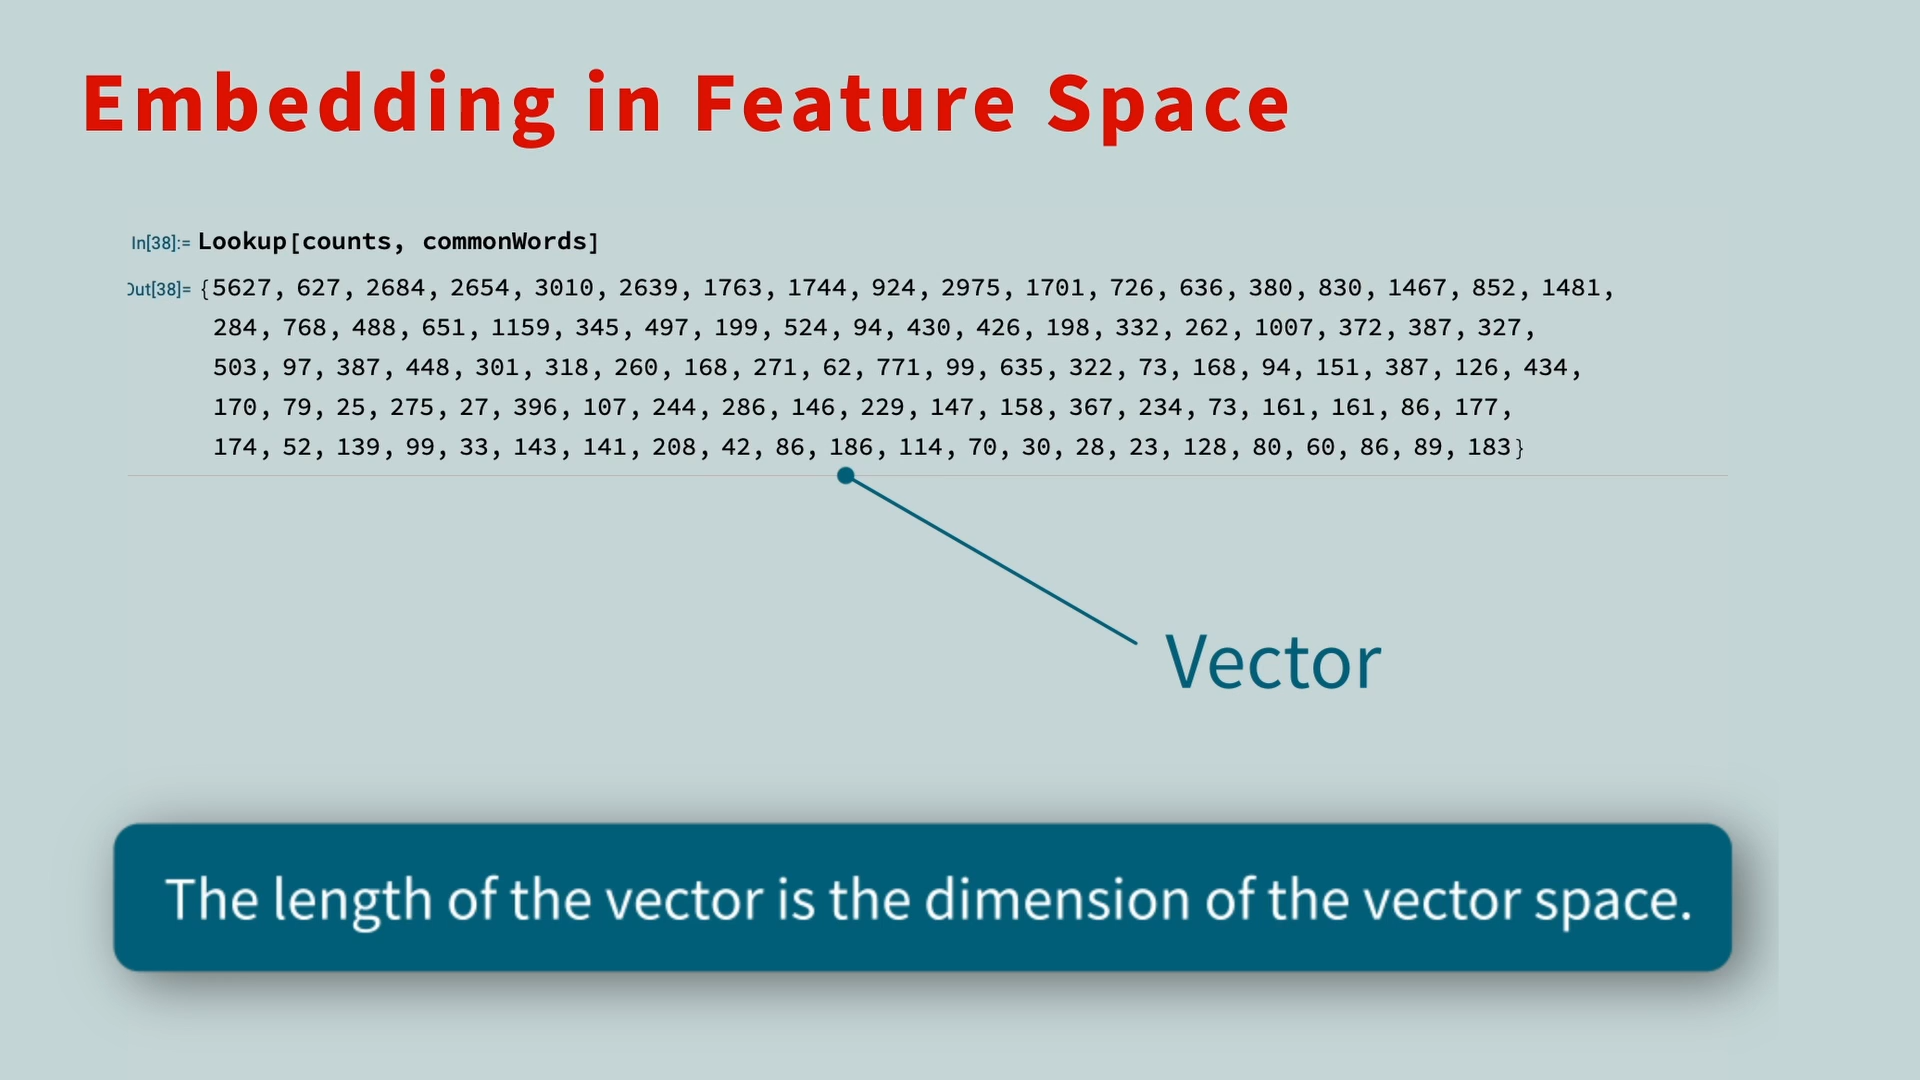 Embedding in Feature Space
In[38]:= Lookup[counts, commonWords]
Out[38]= {5627, 627, 2684, 2654, 3010, 2639, 1763, 1744, 924, 2975, 1701, 726, 636, 380, 830, 1467, 852, 1481,
284, 768, 488, 651, 1159, 345, 497, 199, 524, 94, 430, 426, 198, 332, 262, 1007, 372, 387, 327,
503, 97, 387, 448, 301, 318, 260, 168, 271, 62, 771, 99, 635, 322, 73, 168, 94, 151, 387, 126, 434,
170, 79, 25, 275, 27, 396, 107, 244, 286, 146, 229, 147, 158, 367, 234, 73, 161, 161, 86, 177,
174, 52, 139, 99, 33, 143, 141, 208, 42, 86, 186, 114, 70, 30, 28, 23, 128, 80, 60, 86, 89, 183}
Vector
The length of the vector is the dimension of the vector space.